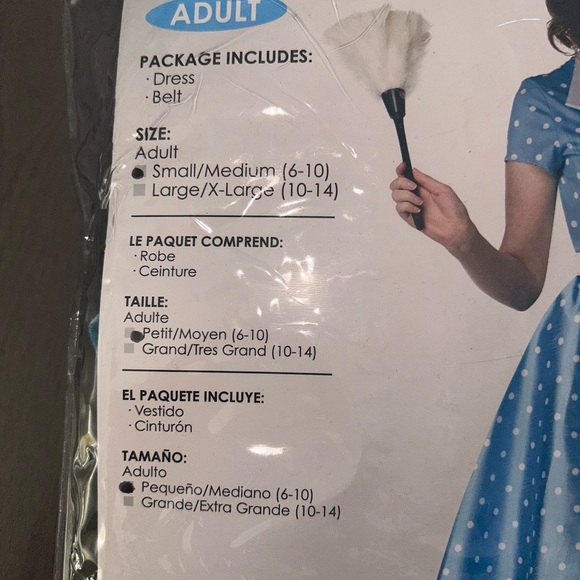 ADULT
PACKAGE INCLUDES:
· Dress
· Belt
SIZE:
Adult
Small/Medium (6-10)
Large/X-Large (10-14)
LE PAQUET COMPREND:
· Robe
· Ceinture
TAILLE:
Adulte
Petit/Moyen (6-10)
Grand/Tres Grand (10-14)
EL PAQUETE INCLUYE:
· Vestido
· Cinturón
TAMAÑO:
Adulto
Pequeño/Mediano (6-10)
Grande/Extra Grande (10-14)